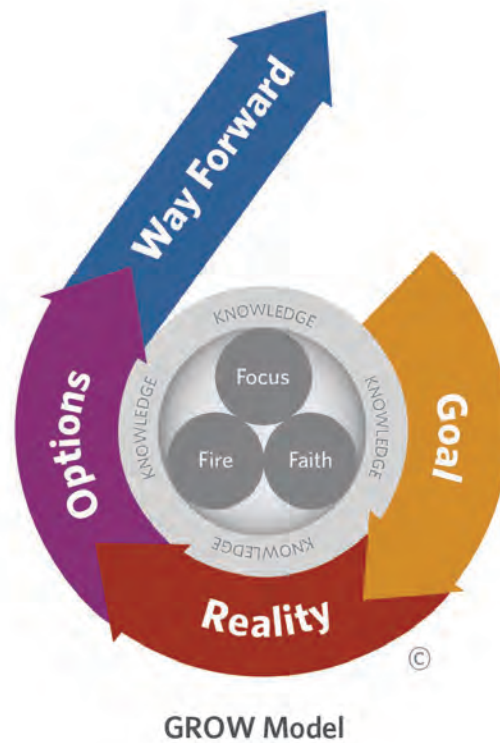 Way Forward
KNOWLEDGE
Focus
KNOWLEDGE
KNOWLEDGE
Options
Goal
Fire
Faith
KNOWLEDGE
Reality
©
GROW Model